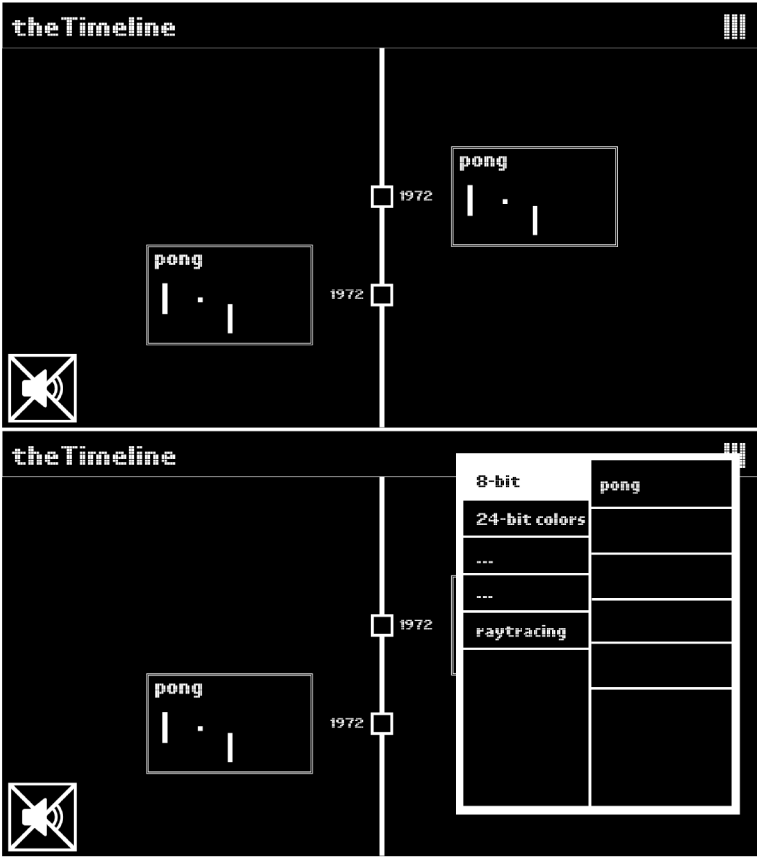 theTimeline
pong
1972
pong
1972
theTimeline
8-bit
pong
24-bit colors
---
1972
---
raytracing
pong
1972